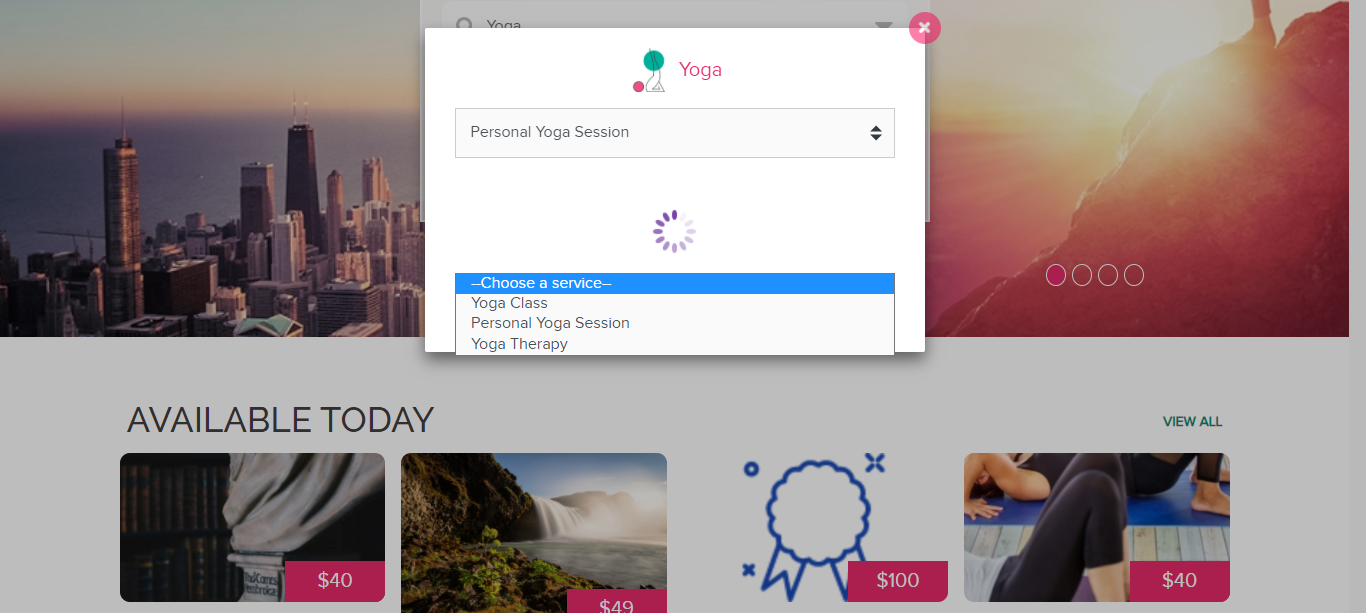 Yoga
Yoga
Personal Yoga Session
--Choose a service--
Yoga Class
Personal Yoga Session
Yoga Therapy
AVAILABLE TODAY
VIEW ALL
$40
$49
$100
$40